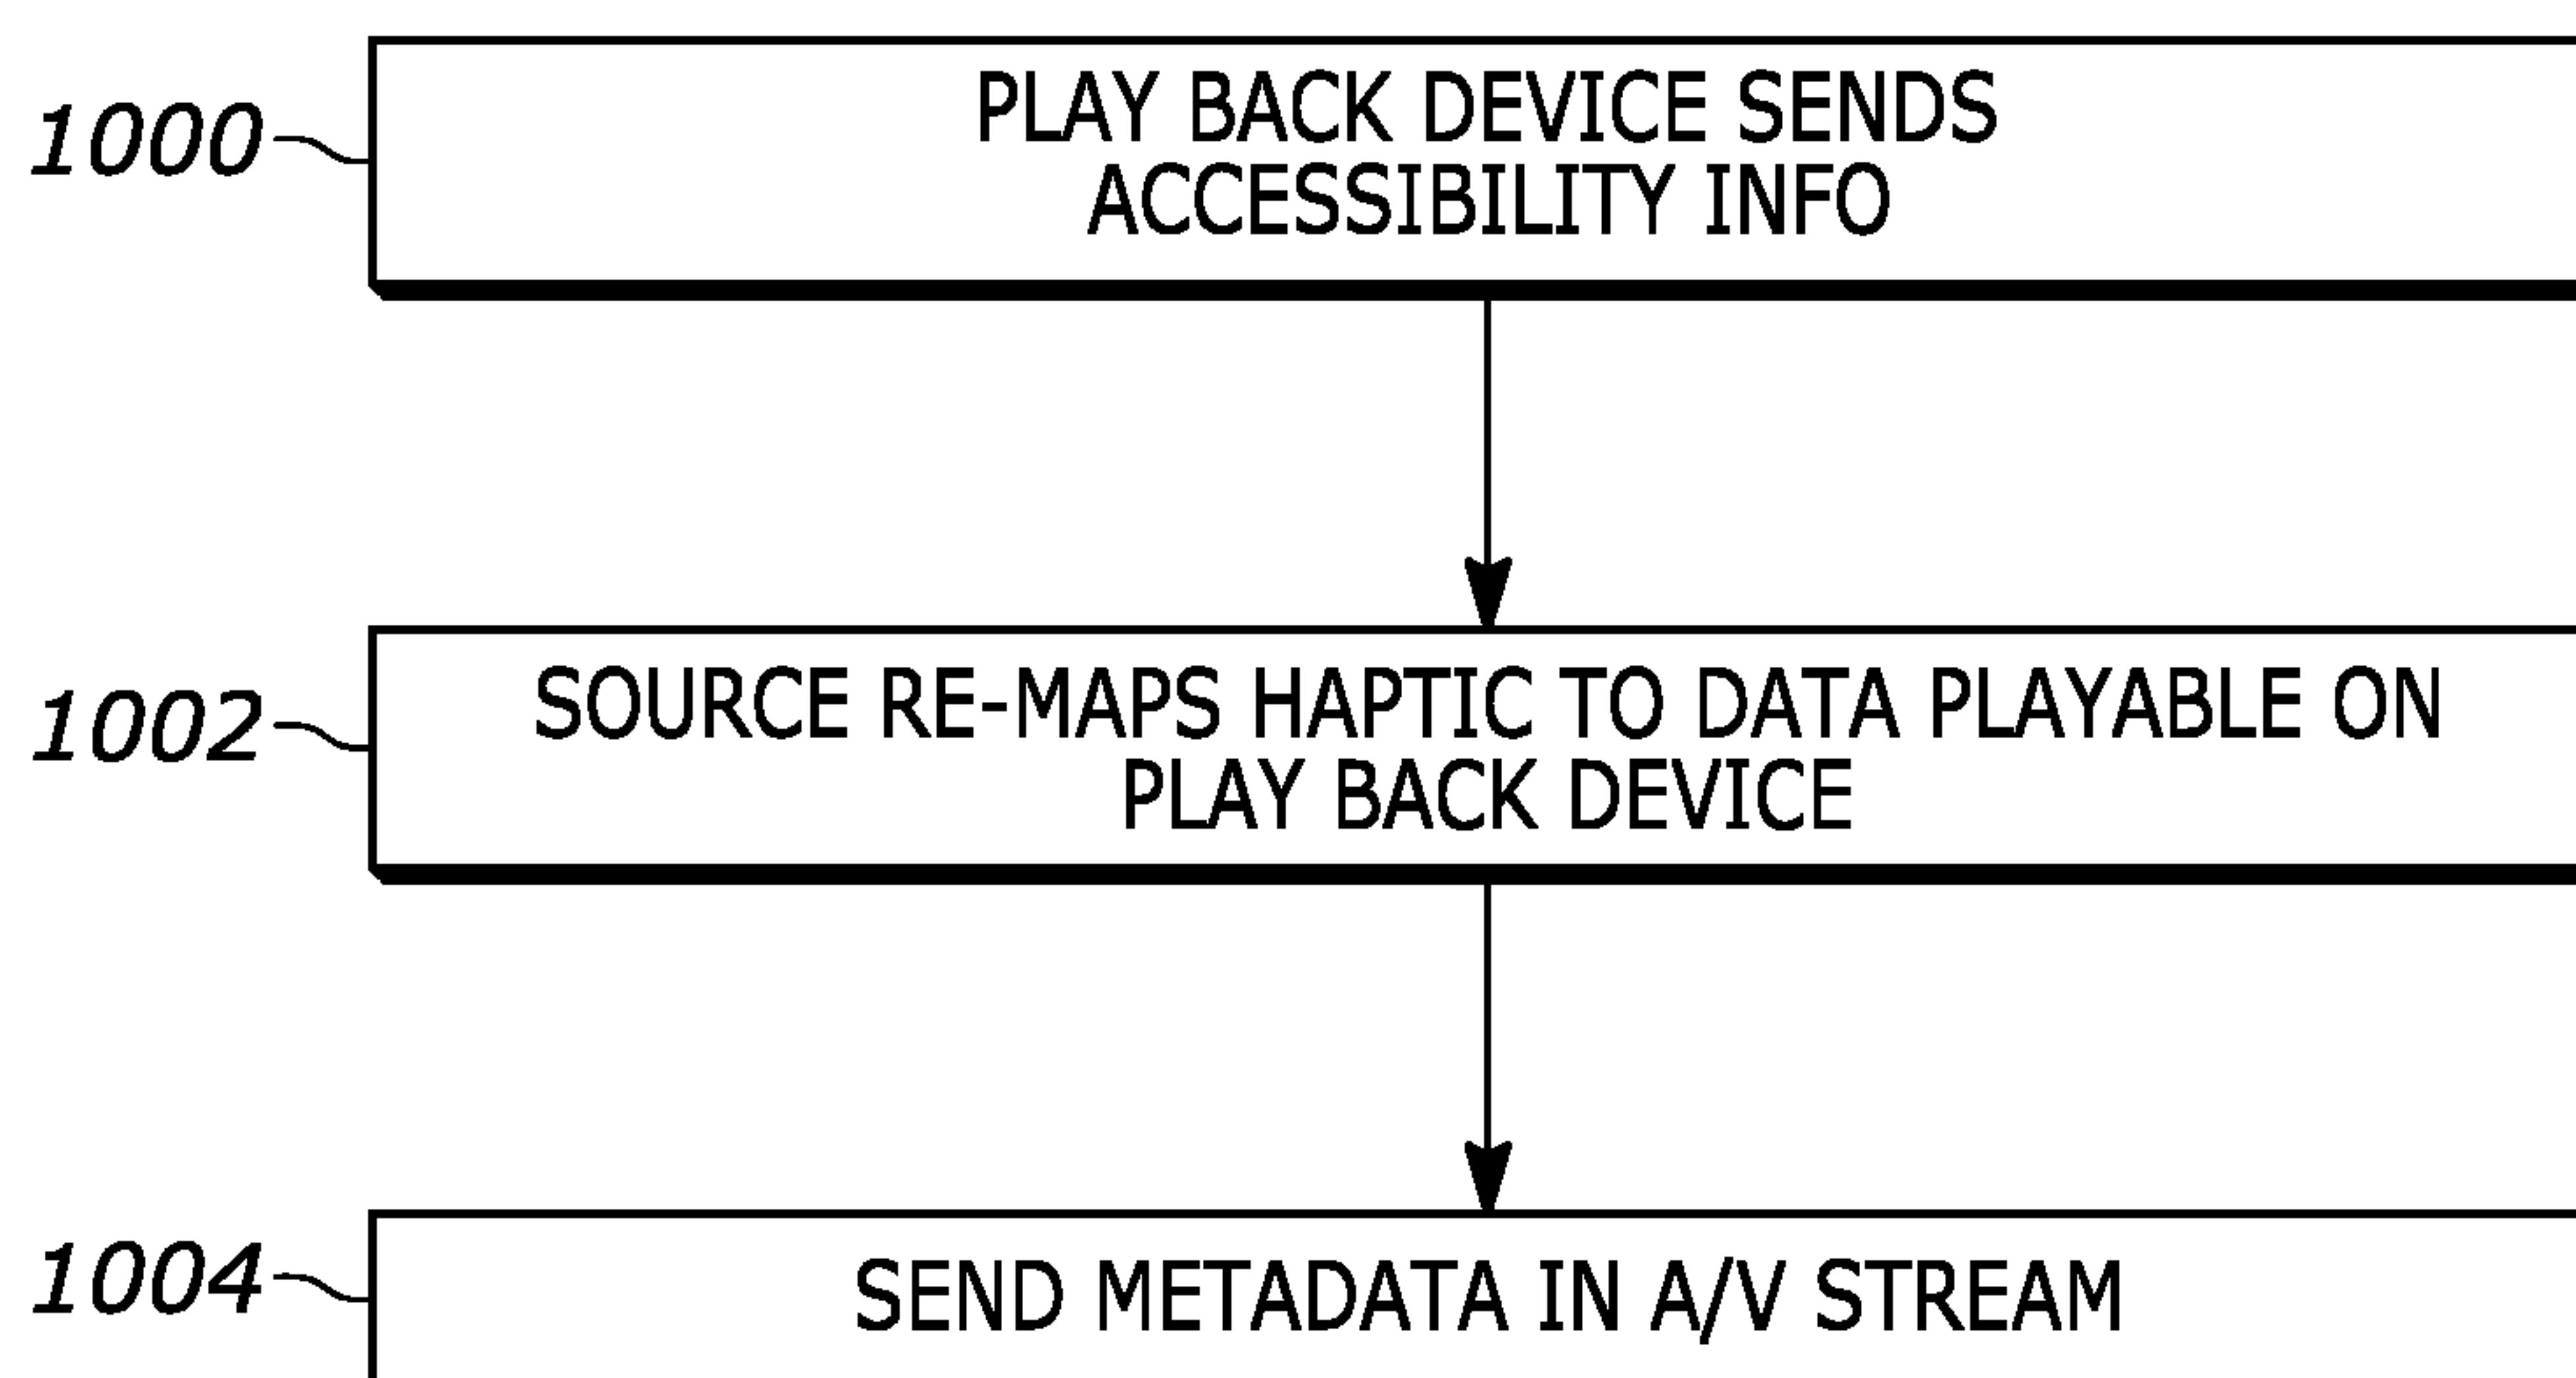 1000
PLAY BACK DEVICE SENDS
ACCESSIBILITY INFO
1002
SOURCE RE-MAPS HAPTIC TO DATA PLAYABLE ON
PLAY BACK DEVICE
1004
SEND METADATA IN A/V STREAM